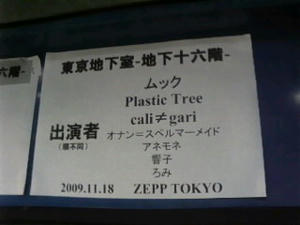 六階-
東京地下室-地下十六階-
ムック
Plastic Tree
cali≠gari
出演者
(順不同)
オナン=スペルマーメイド
アネモネ
響子
ろみ
2009.11.18 ZEPP TOKYO